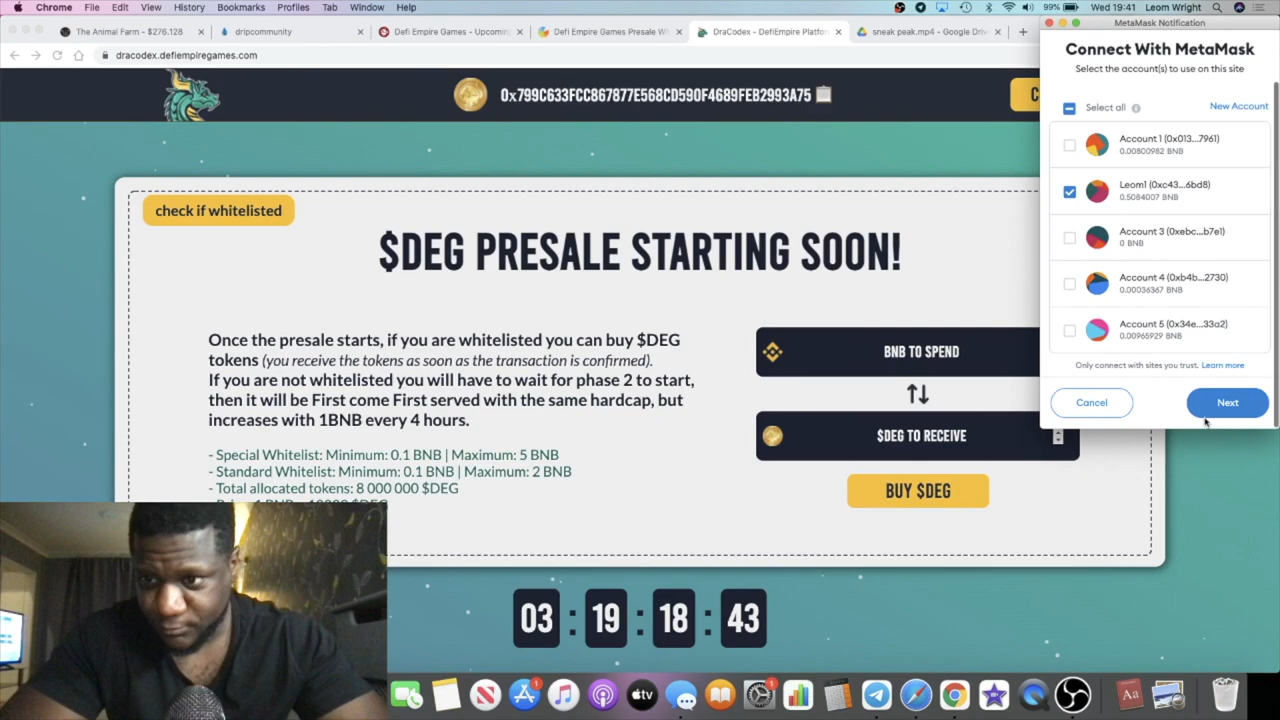 Chrome File Edit View History Bookmarks Profiles Tab Window Help
99% Wed 19:41 Leom Wright
The Animal Farm - $276.128
dripcommunity
Defi Empire Games - Upcomin
Defi Empire Games Presale Wh
DraCodex - DefiEmpire Platfor
sneak peak.mp4 - Google Driv
dracodex.defiempiregames.com
0x799C633FCC867877E568CD590F4689FEB2993A75
C
check if whitelisted
$DEG PRESALE STARTING SOON!
Once the presale starts, if you are whitelisted you can buy $DEG
tokens (you receive the tokens as soon as the transaction is confirmed).
If you are not whitelisted you will have to wait for phase 2 to start,
then it will be First come First served with the same hardcap, but
increases with 1BNB every 4 hours.
- Special Whitelist: Minimum: 0.1 BNB | Maximum: 5 BNB
- Standard Whitelist: Minimum: 0.1 BNB | Maximum: 2 BNB
- Total allocated tokens: 8 000 000 $DEG
BNB TO SPEND
$DEG TO RECEIVE
BUY $DEG
03 : 19 : 18 : 43
MetaMask Notification
Connect With MetaMask
Select the account(s) to use on this site
Select all
New Account
Account 1 (0x013...7961)
0.00800982 BNB
Leom1 (0xc43...6bd8)
0.5084007 BNB
Account 3 (0xebc...b7e1)
0 BNB
Account 4 (0xb4b...2730)
0.00036367 BNB
Account 5 (0x34e...33a2)
0.00965929 BNB
Only connect with sites you trust. Learn more
Cancel
Next
tv
Aa